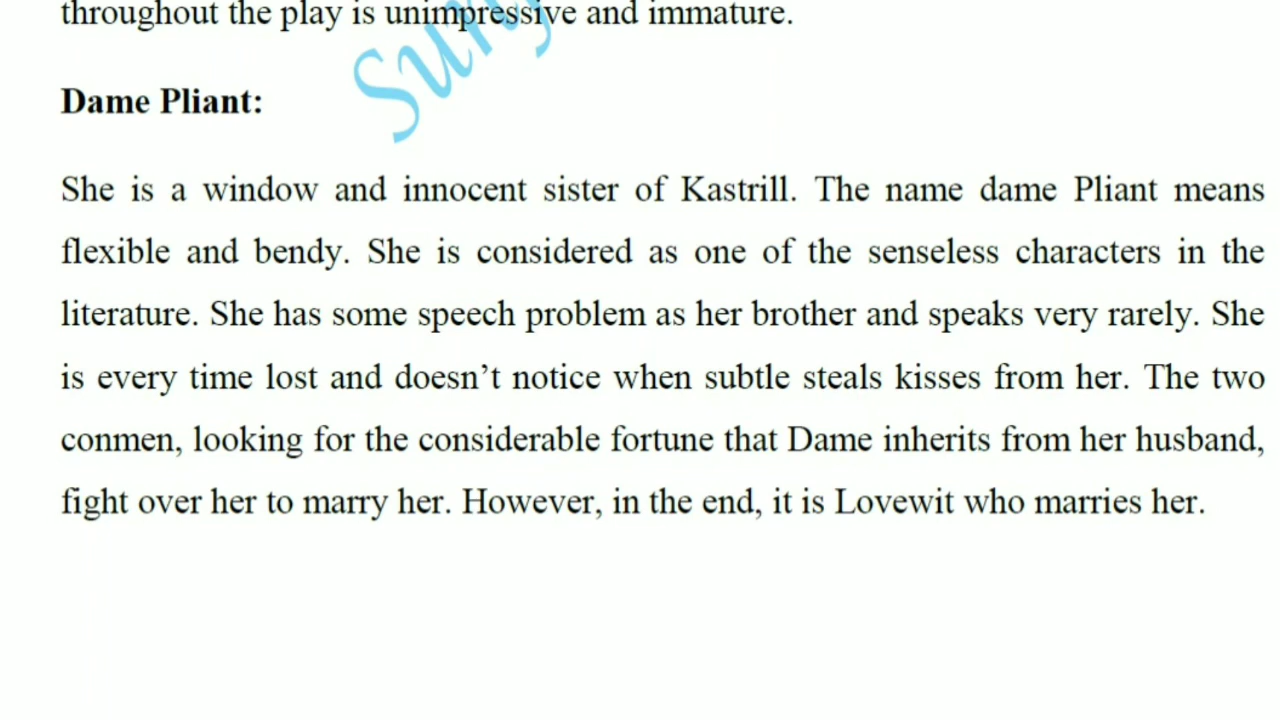 throughout the play is unimpressive and immature.
Dame Pliant:
She is a window and innocent sister of Kastrill. The name dame Pliant means
flexible and bendy. She is considered as one of the senseless characters in the
literature. She has some speech problem as her brother and speaks very rarely. She
is every time lost and doesn’t notice when subtle steals kisses from her. The two
conmen, looking for the considerable fortune that Dame inherits from her husband,
fight over her to marry her. However, in the end, it is Lovewit who marries her.